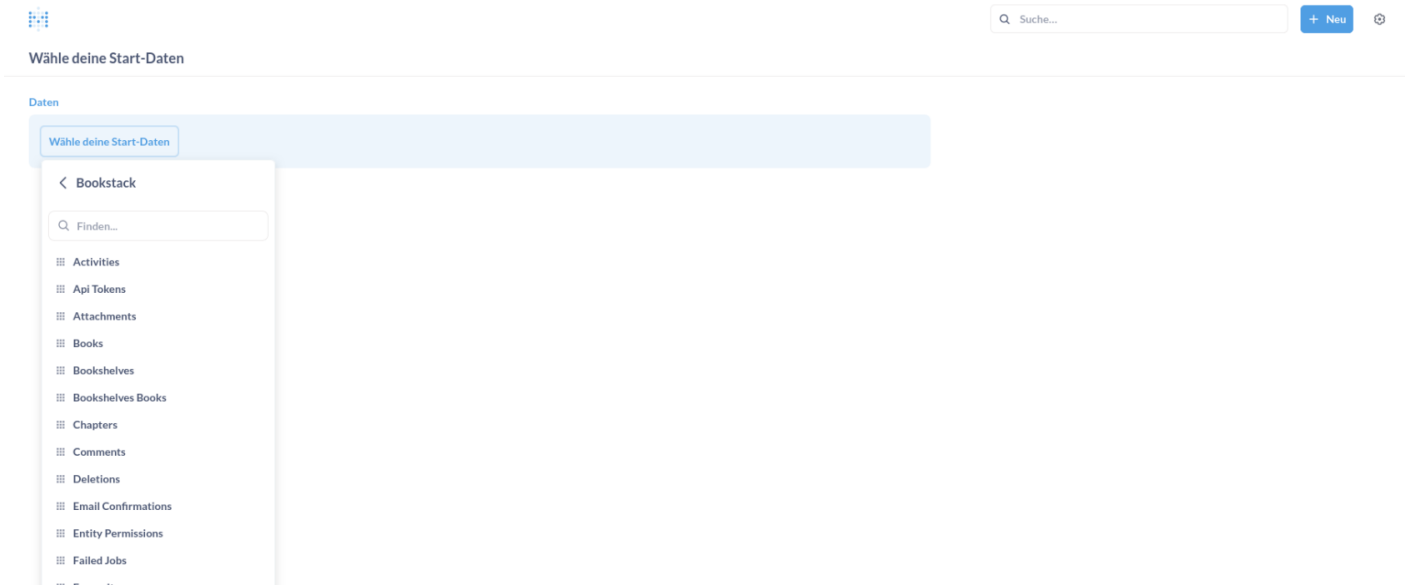 Suche...
+ Neu
Wähle deine Start-Daten
Daten
Wähle deine Start-Daten
Bookstack
Finden...
Activities
Api Tokens
Attachments
Books
Bookshelves
Bookshelves Books
Chapters
Comments
Deletions
Email Confirmations
Entity Permissions
Failed Jobs